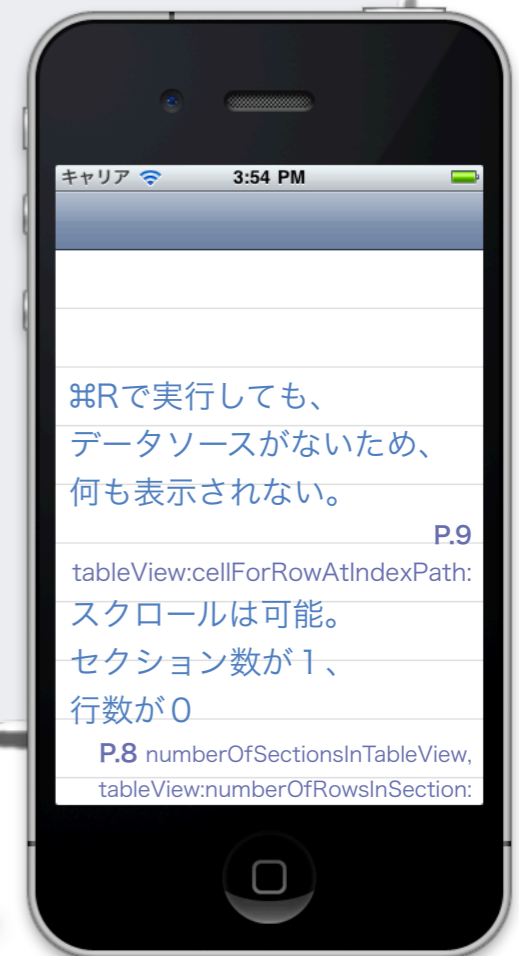 キャリア 3:54 PM
⌘Rで実行しても、
データソースがないため、
何も表示されない。
P.9
tableView:cellForRowAtIndexPath:
スクロールは可能。
セクション数が１、
行数が０
P.8 numberOfSectionsInTableView,
tableView:numberOfRowsInSection: